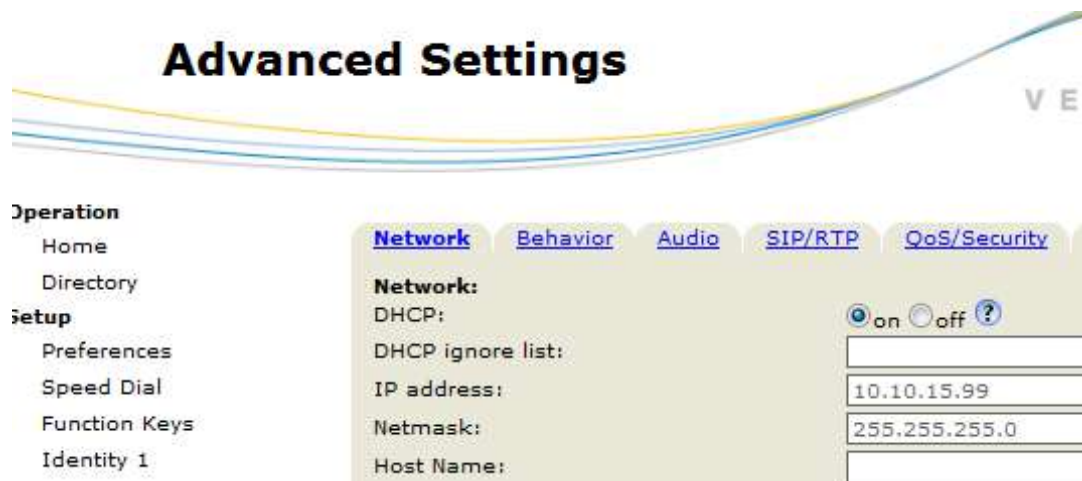 Advanced Settings
V E
Operation
Home
Directory
Setup
Preferences
Speed Dial
Function Keys
Identity 1
Network Behavior Audio SIP/RTP QoS/Security
Network:
DHCP: on off ?
DHCP ignore list:
IP address: 10.10.15.99
Netmask: 255.255.255.0
Host Name: